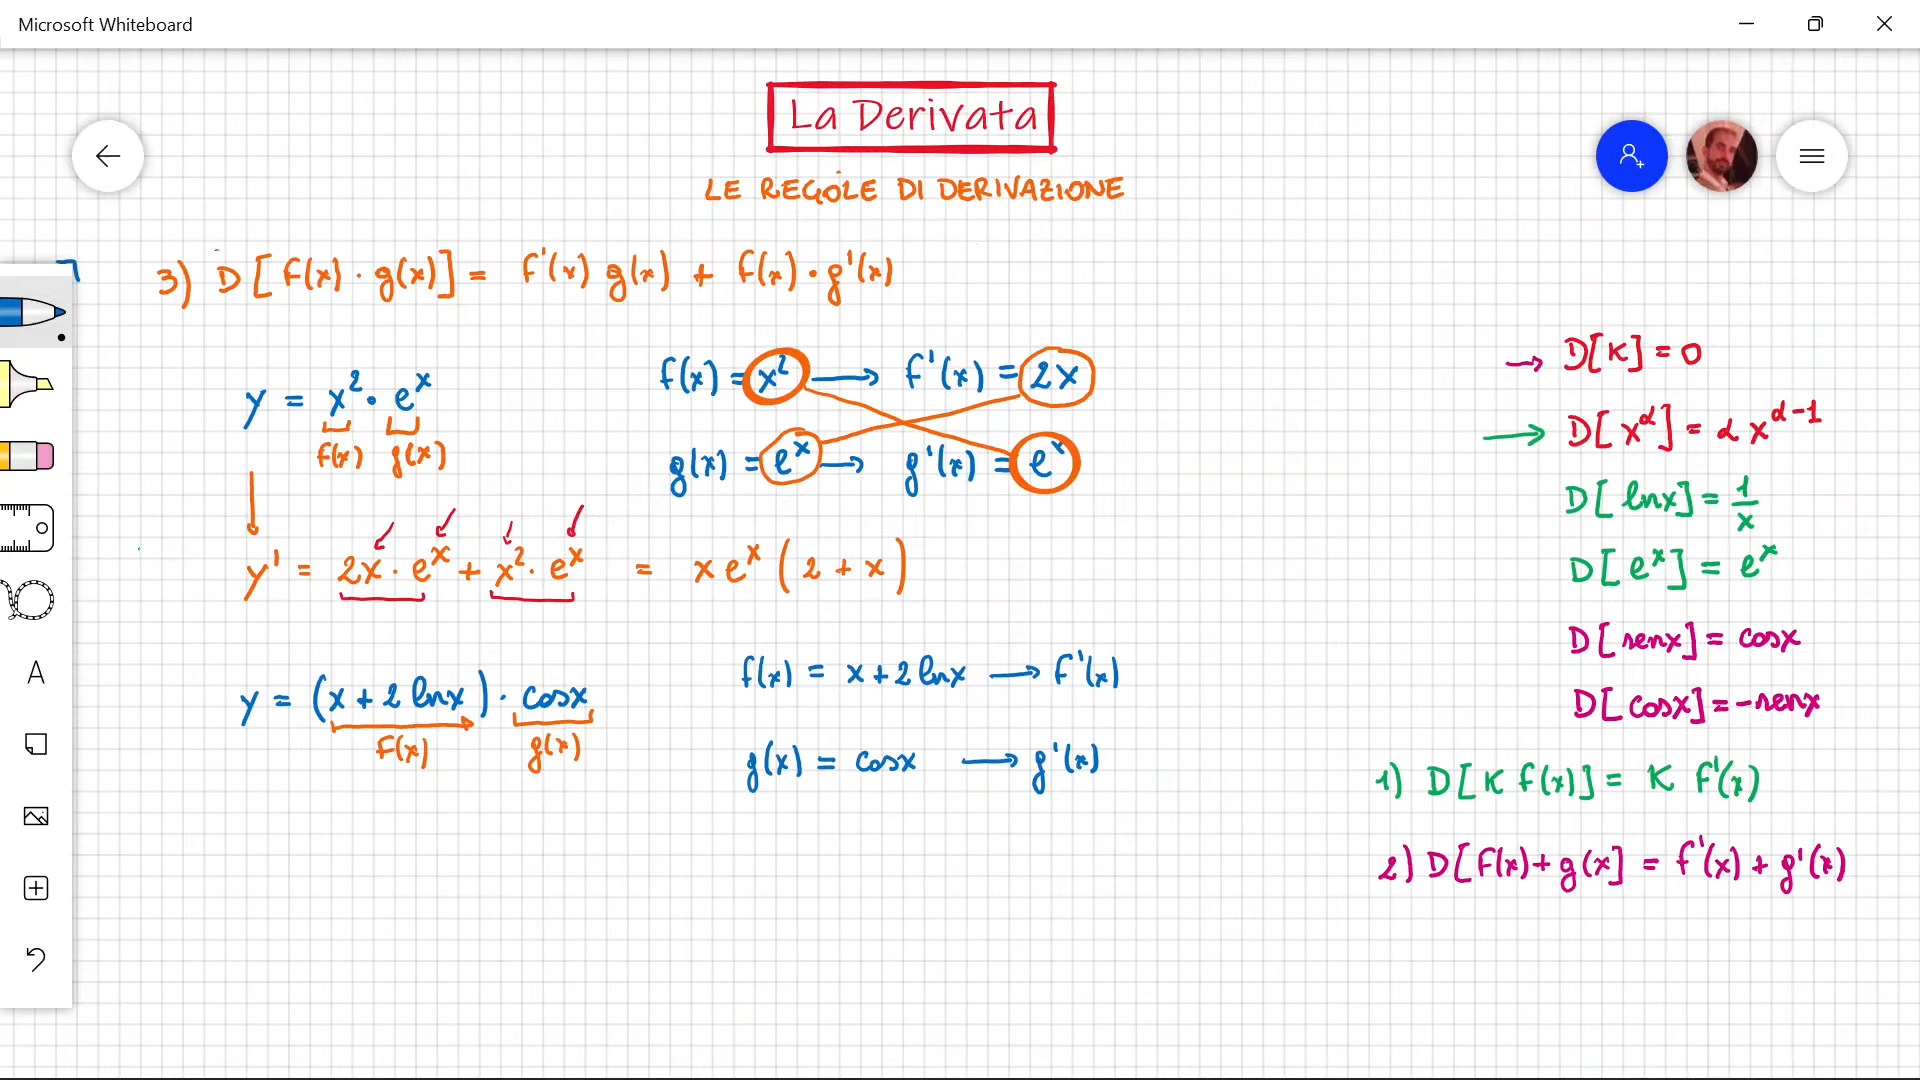 Microsoft Whiteboard
La Derivata
LE REGOLE DI DERIVAZIONE
3) D[f(x)·g(x)] = f'(x) g(x) + f(x)·g'(x)
y = x²·eˣ
f(x) g(x)
f(x) = x² → f'(x) = 2x
g(x) = eˣ → g'(x) = eˣ
y' = 2x·eˣ + x²·eˣ = x eˣ (2 + x)
y = (x + 2 lnx)·cosx
f(x) g(x)
f(x) = x + 2 lnx → f'(x)
g(x) = cosx → g'(x)
→ D[K] = 0
→ D[x^α] = α x^(α-1)
D[lnx] = 1/x
D[eˣ] = eˣ
D[senx] = cosx
D[cosx] = -senx
1) D[K f(x)] = K f'(x)
2) D[f(x)+g(x] = f'(x) + g'(x)
A